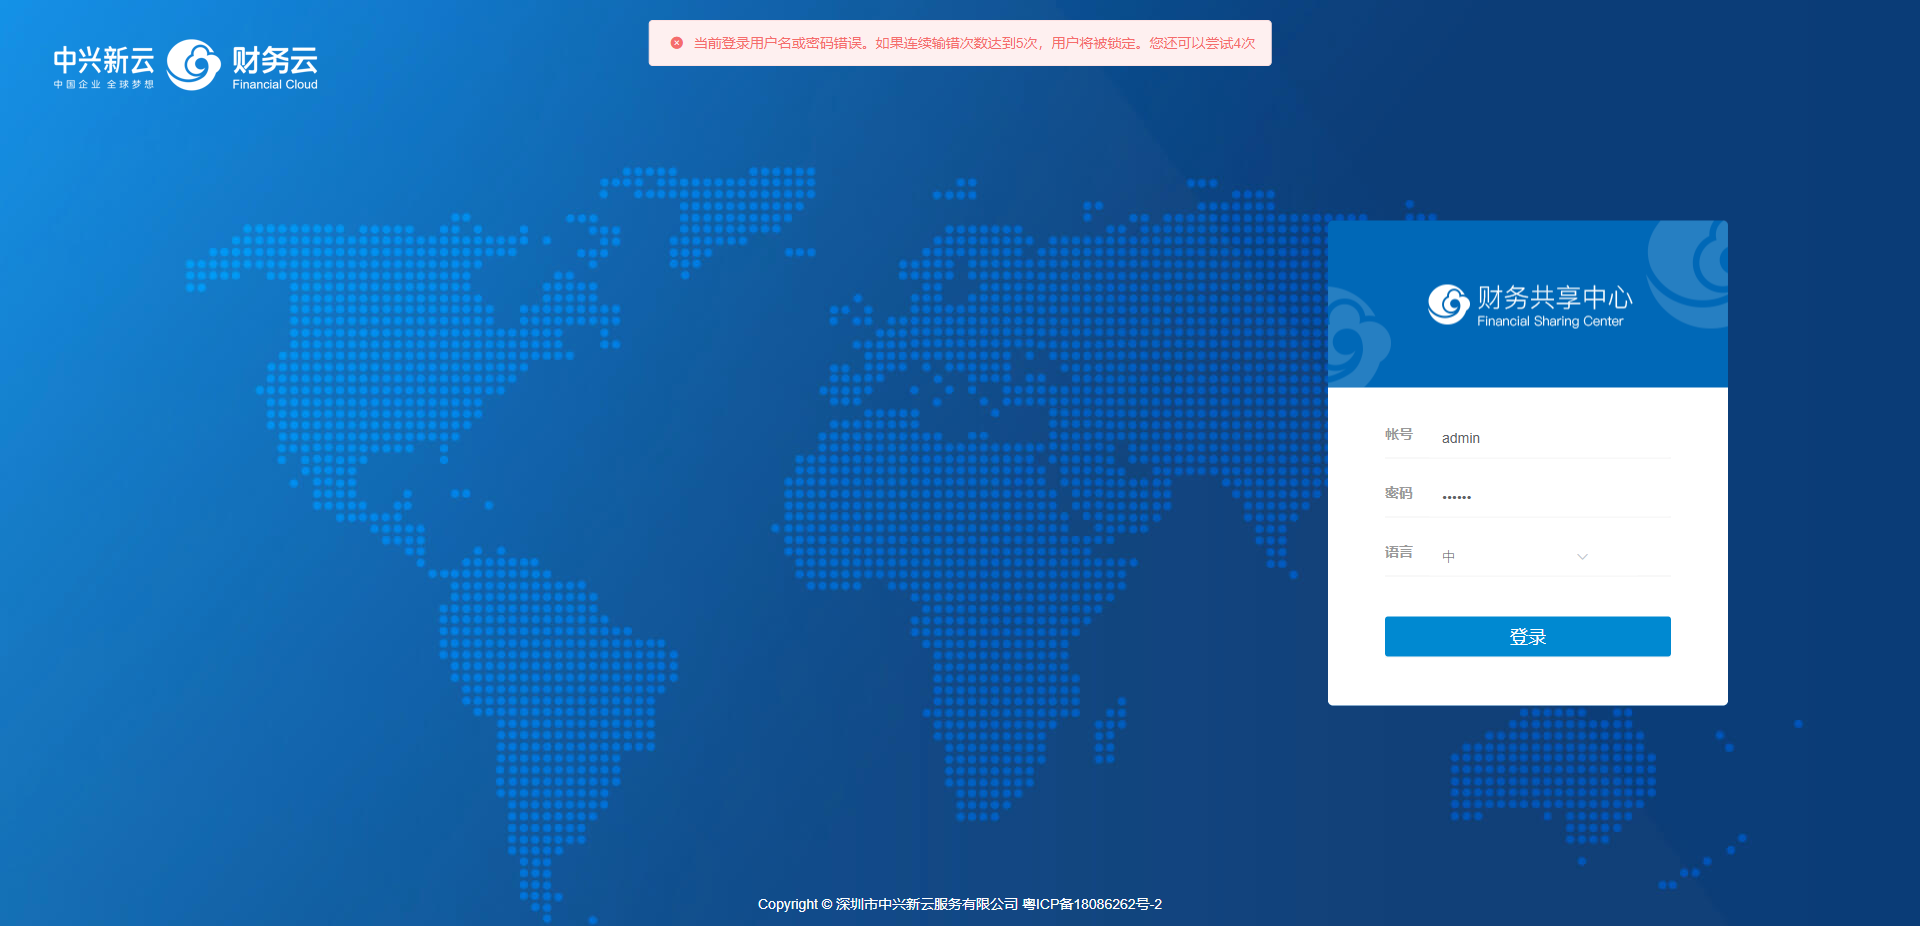 当前登录用户名或密码错误。如果连续输错次数达到5次，用户将被锁定。您还可以尝试4次
中兴新云
中国企业 全球梦想
财务云
Financial Cloud
财务共享中心
Financial Sharing Center
帐号
admin
密码
••••••
语言
中
登录
Copyright © 深圳市中兴新云服务有限公司 粤ICP备18086262号-2